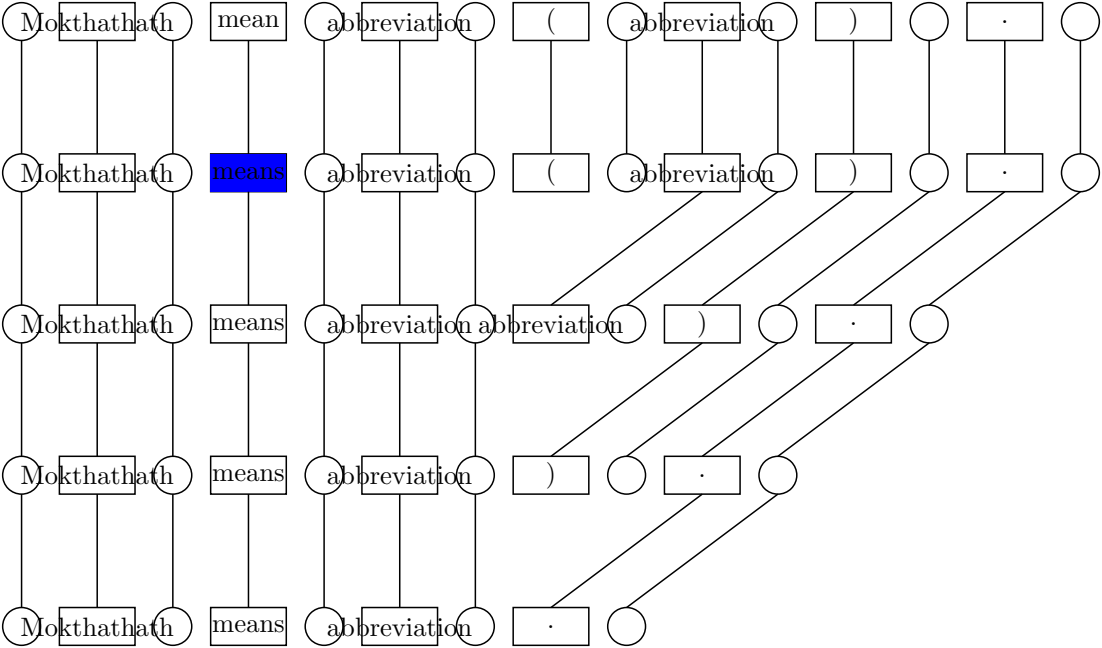 Mokthathath mean abbreviation ( abbreviation ) .
Mokthathath means abbreviation ( abbreviation ) .
Mokthathath means abbreviation abbreviation ) .
Mokthathath means abbreviation ) .
Mokthathath means abbreviation .